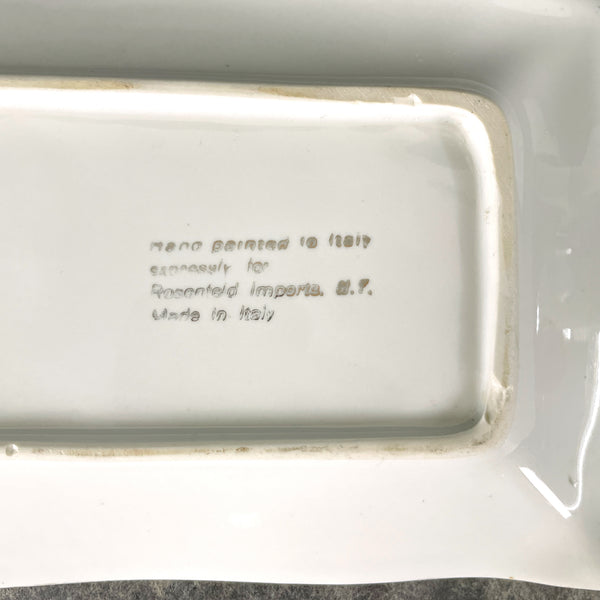 Hand painted in Italy
expressly for
Rosenfeld Imports. N.Y.
Made in Italy